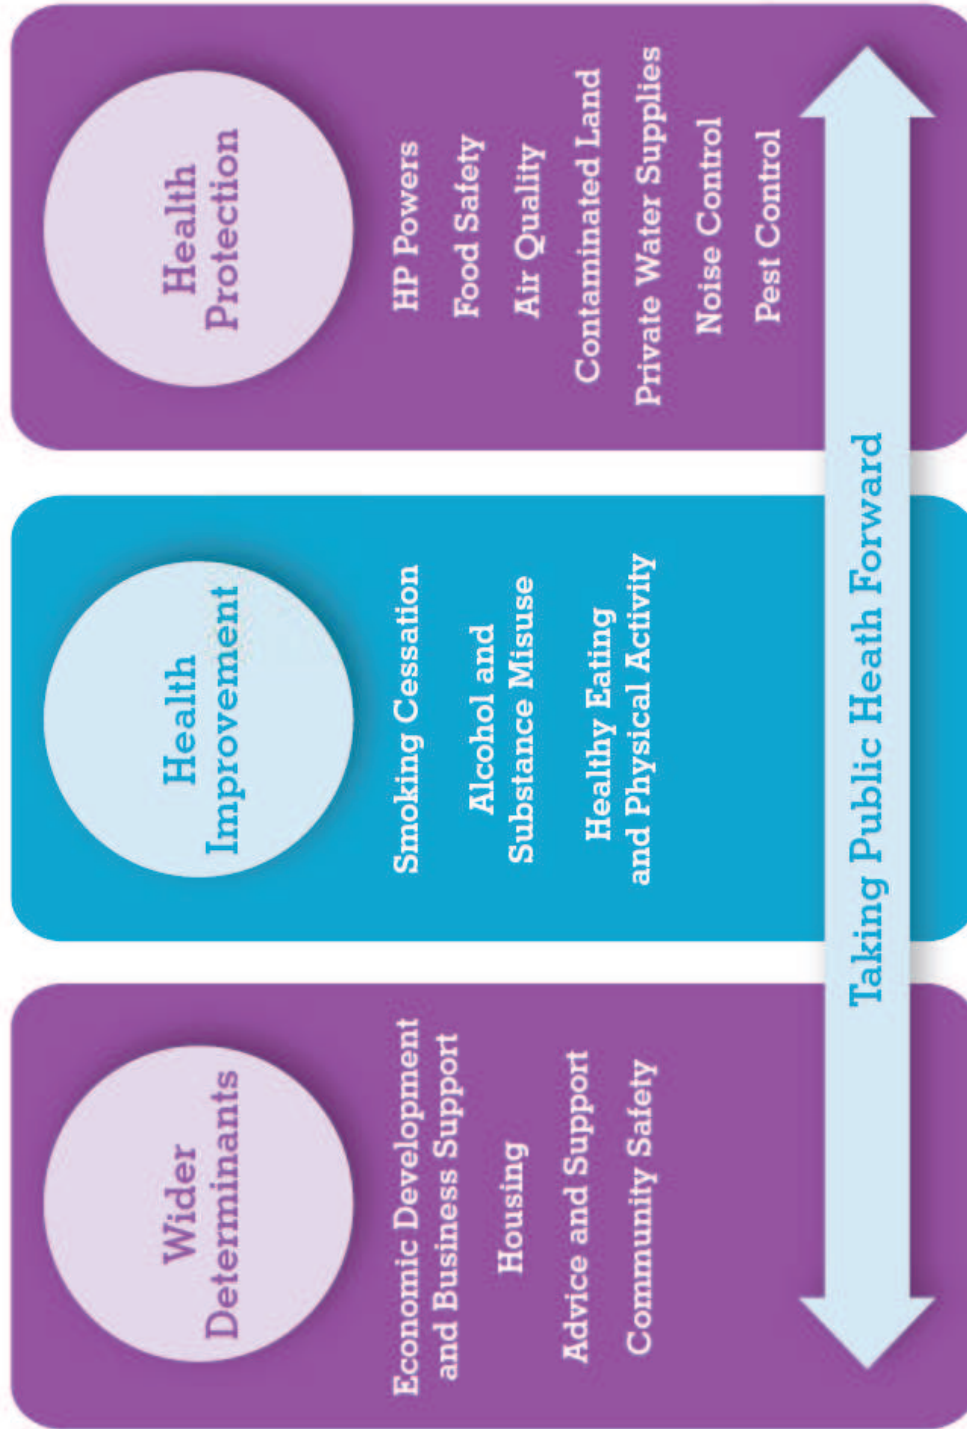 Wider
Determinants
Economic Development
and Business Support
Housing
Advice and Support
Community Safety
Health
Improvement
Smoking Cessation
Alcohol and
Substance Misuse
Healthy Eating
and Physical Activity
Health
Protection
HP Powers
Food Safety
Air Quality
Contaminated Land
Private Water Supplies
Noise Control
Pest Control
Taking Public Heath Forward